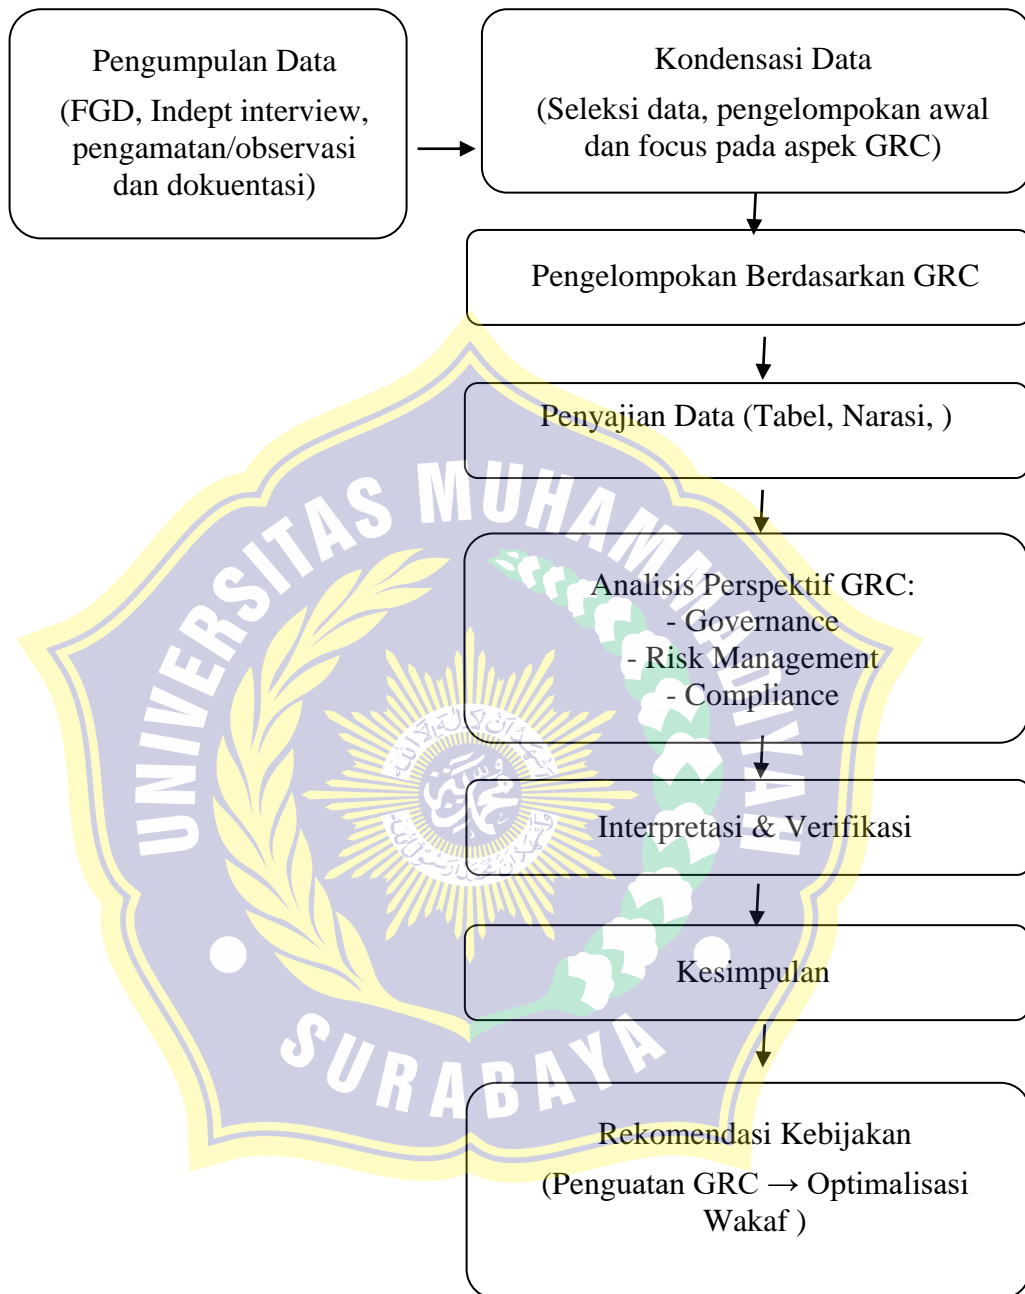 Pengumpulan Data
(FGD, Indept interview,
pengamatan/observasi
dan dokuentasi)
Kondensasi Data
(Seleksi data, pengelompokan awal
dan focus pada aspek GRC)
Pengelompokan Berdasarkan GRC
Penyajian Data (Tabel, Narasi, )
Analisis Perspektif GRC:
- Governance
- Risk Management
- Compliance
Interpretasi & Verifikasi
Kesimpulan
Rekomendasi Kebijakan
(Penguatan GRC → Optimalisasi
Wakaf )
UNIVERSITAS MUHAMMADIYAH
SURABAYA